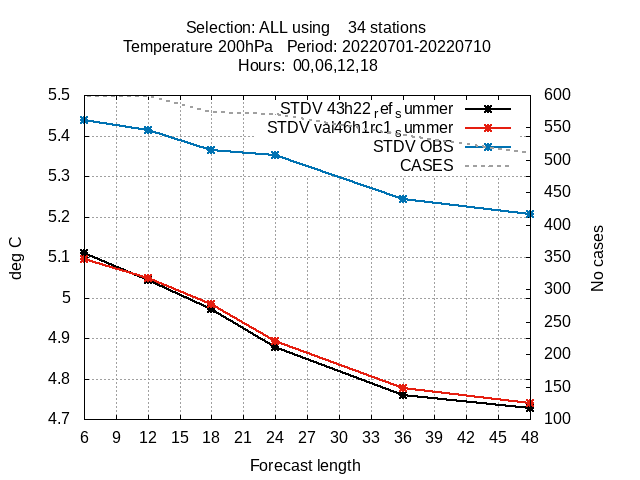 Selection: ALL using    34 stations
Temperature 200hPa   Period: 20220701-20220710
Hours:  00,06,12,18
5.5
5.4
5.3
5.2
5.1
5
4.9
4.8
4.7
deg C
STDV 43h22_ref_summer
STDV val46h1rc1_summer
STDV OBS
CASES
600
550
500
450
400
350
300
250
200
150
100
No cases
6 9 12 15 18 21 24 27 30 33 36 39 42 45 48
Forecast length